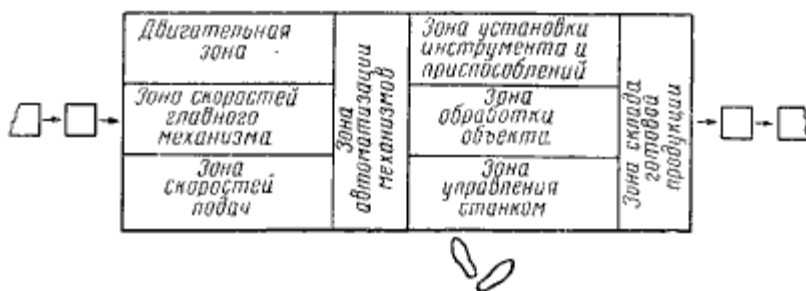 Двигательная
зона
Зона скоростей
главного
механизма
Зона
скоростей
подач
Зона
автоматизации
механизмов
Зона установки
инструмента и
приспособлений
Зона
обработки
объекта
Зона
управления
станком
Зона склада
готовой
продукции